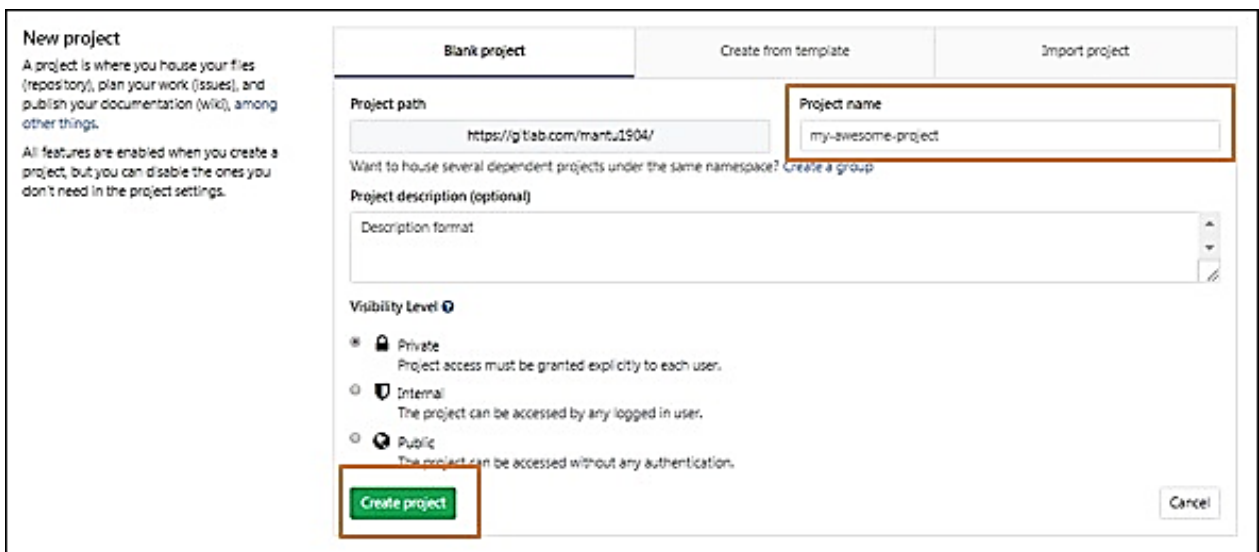 New project
A project is where you house your files
(repository), plan your work (issues), and
publish your documentation (wiki), among
other things.
All features are enabled when you create a
project, but you can disable the ones you
don't need in the project settings.
Blank project
Create from template
Import project
Project path
Project name
https://gitlab.com/mantu1904/
my-awesome-project
Want to house several dependent projects under the same namespace? Create a group
Project description (optional)
Description format
Visibility Level
Private
Project access must be granted explicitly to each user.
Internal
The project can be accessed by any logged in user.
Public
The project can be accessed without any authentication.
Create project
Cancel